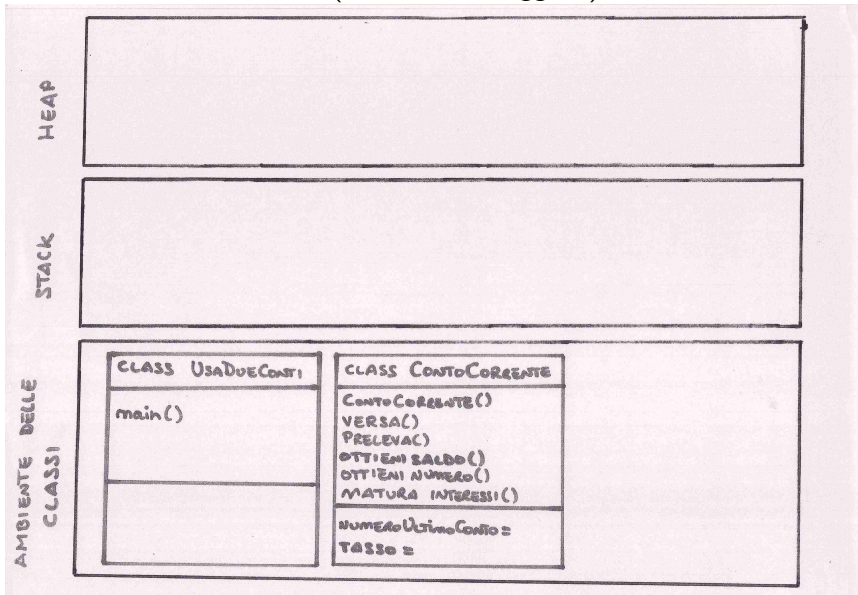 HEAP
STACK
AMBIENTE DELLE
CLASSI
CLASS USADUECONTI
main()
CLASS CONTOCORRENTE
CONTOCORRENTE()
VERSA()
PRELEVA()
OTTIENI SALDO()
OTTIENI NUMERO()
MATURA INTERESSI()
NUMEROULTIMOCONTO =
TASSO =